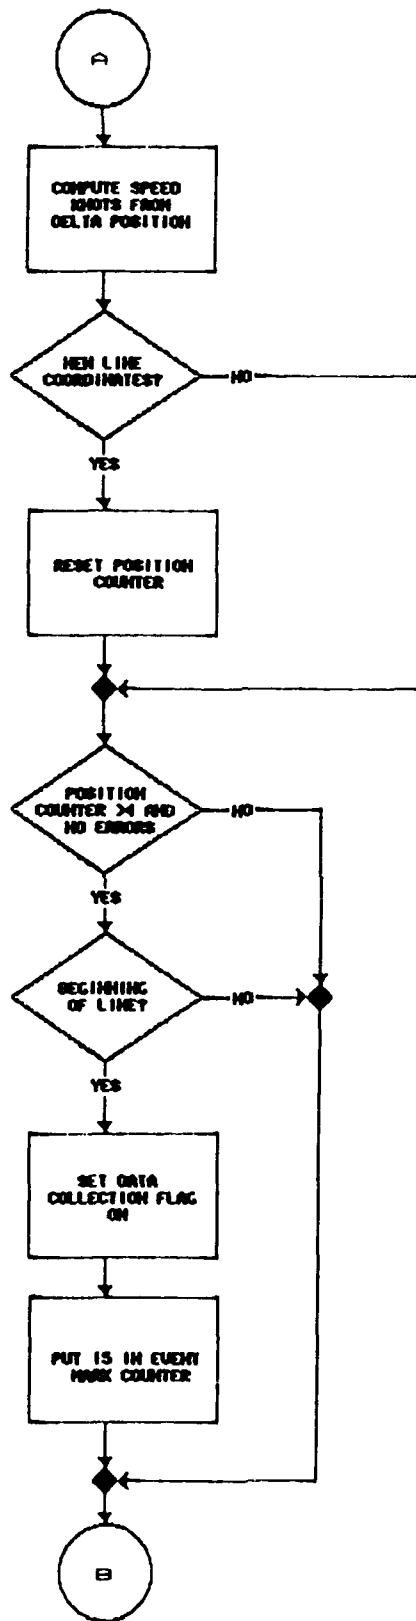 A
COMPUTE SPEED
KNOTS FROM
DELTA POSITION
NEW LINE
COORDINATES?
NO
YES
RESET POSITION
COUNTER
POSITION
COUNTER >4 AND
NO ERRORS
NO
YES
BEGINNING
OF LINE?
NO
YES
SET DATA
COLLECTION FLAG
ON
PUT 15 IN EVENT
MARK COUNTER
B